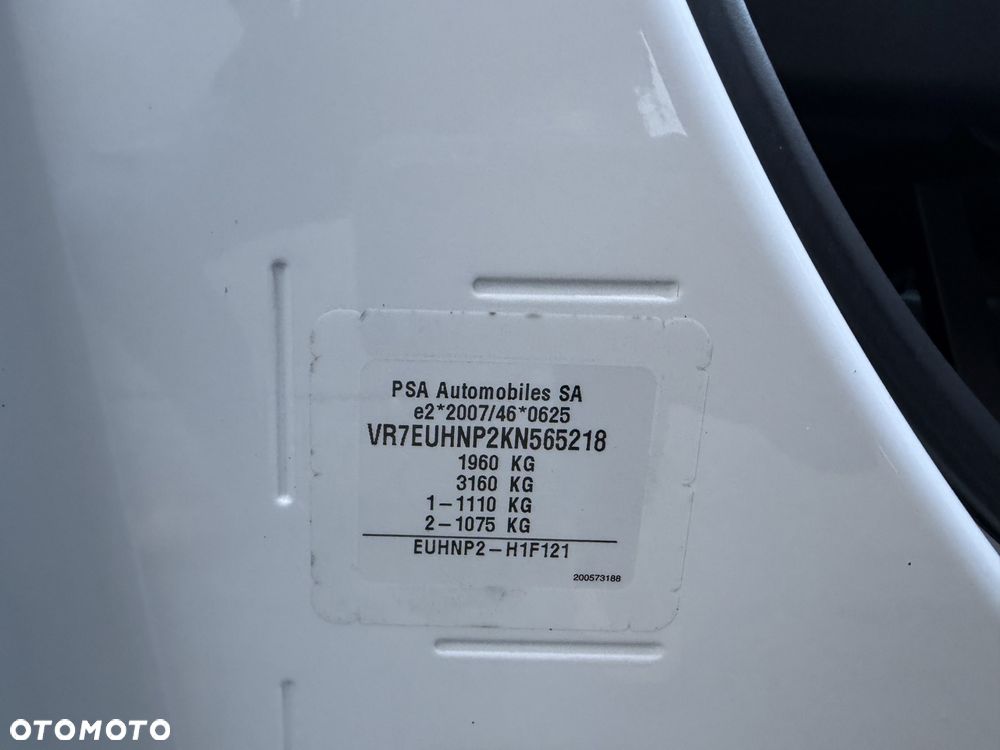 PSA Automobiles SA
e2*2007/46*0625
VR7EUHNP2KN565218
1960 KG
3160 KG
1-1110 KG
2-1075 KG
EUHNP2-H1F121
200573188
OTOMOTO